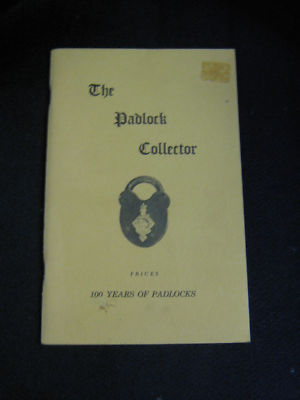 The
Padlock
Collector
PRICES
100 YEARS OF PADLOCKS